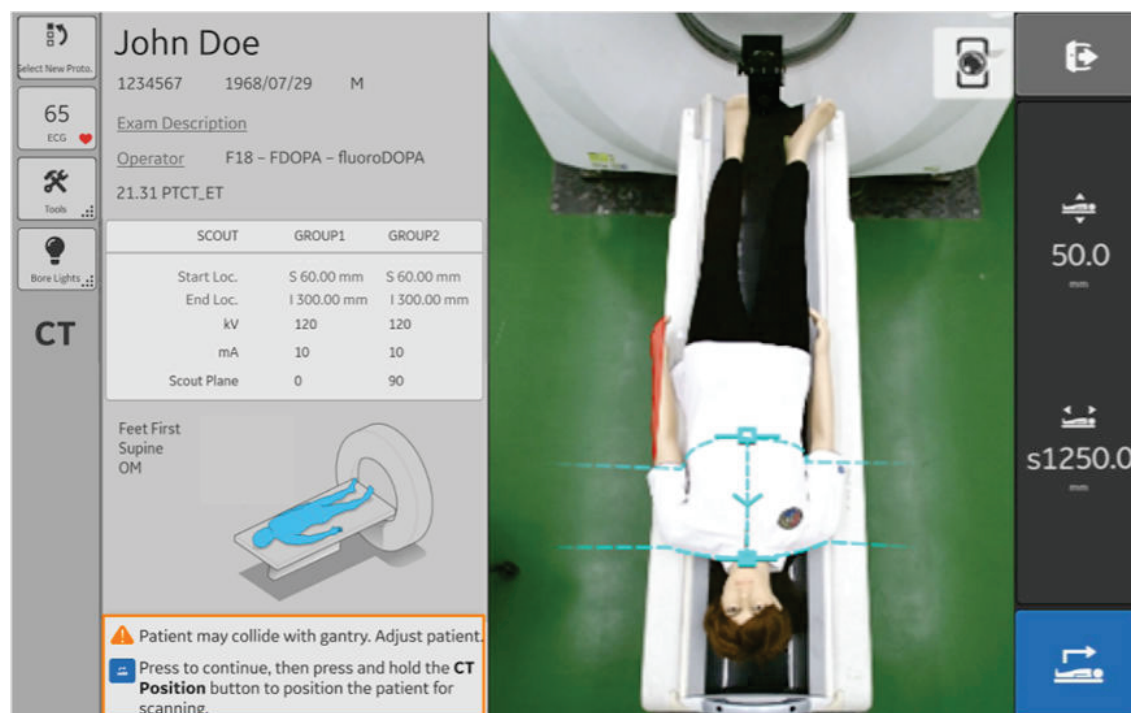 Select New Proto.
65
ECG
Tools
Bore Lights
CT
John Doe
1234567 1968/07/29 M
Exam Description
Operator F18 – FDOPA – fluoroDOPA
21.31 PTCT_ET
SCOUT GROUP1 GROUP2
Start Loc. S 60.00 mm S 60.00 mm
End Loc. I 300.00 mm I 300.00 mm
kV 120 120
mA 10 10
Scout Plane 0 90
Feet First
Supine
OM
Patient may collide with gantry. Adjust patient.
Press to continue, then press and hold the CT
Position button to position the patient for
scanning.
50.0
mm
s1250.0
mm